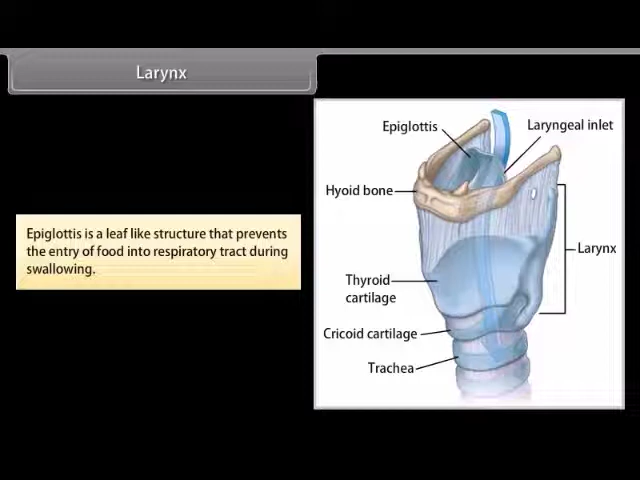 Larynx
Epiglottis is a leaf like structure that prevents
the entry of food into respiratory tract during
swallowing.
Epiglottis
Laryngeal inlet
Hyoid bone
Larynx
Thyroid
cartilage
Cricoid cartilage
Trachea